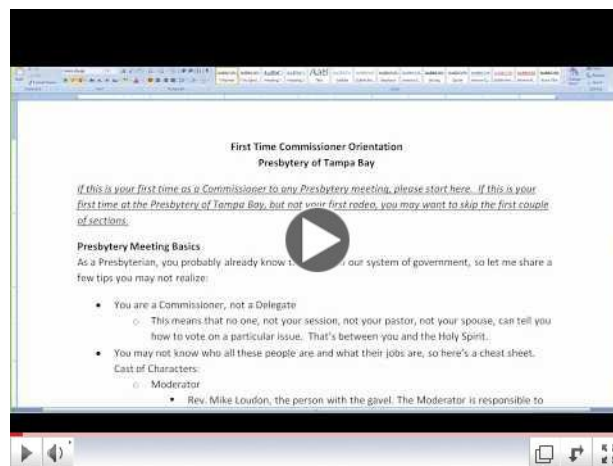 First Time Commissioner Orientation
Presbytery of Tampa Bay
If this is your first time as a Commissioner to any Presbytery meeting, please start here. If this is your
first time at the Presbytery of Tampa Bay, but not your first rodeo, you may want to skip the first couple
of sections.
Presbytery Meeting Basics
As a Presbyterian, you probably already know our system of government, so let me share a
few tips you may not realize:
• You are a Commissioner, not a Delegate
○ This means that no one, not your session, not your pastor, not your spouse, can tell you
how to vote on a particular issue. That's between you and the Holy Spirit.
• You may not know who all these people are and what their jobs are, so here's a cheat sheet.
Cast of Characters:
○ Moderator
▪ Rev. Mike Loudon, the person with the gavel. The Moderator is responsible to